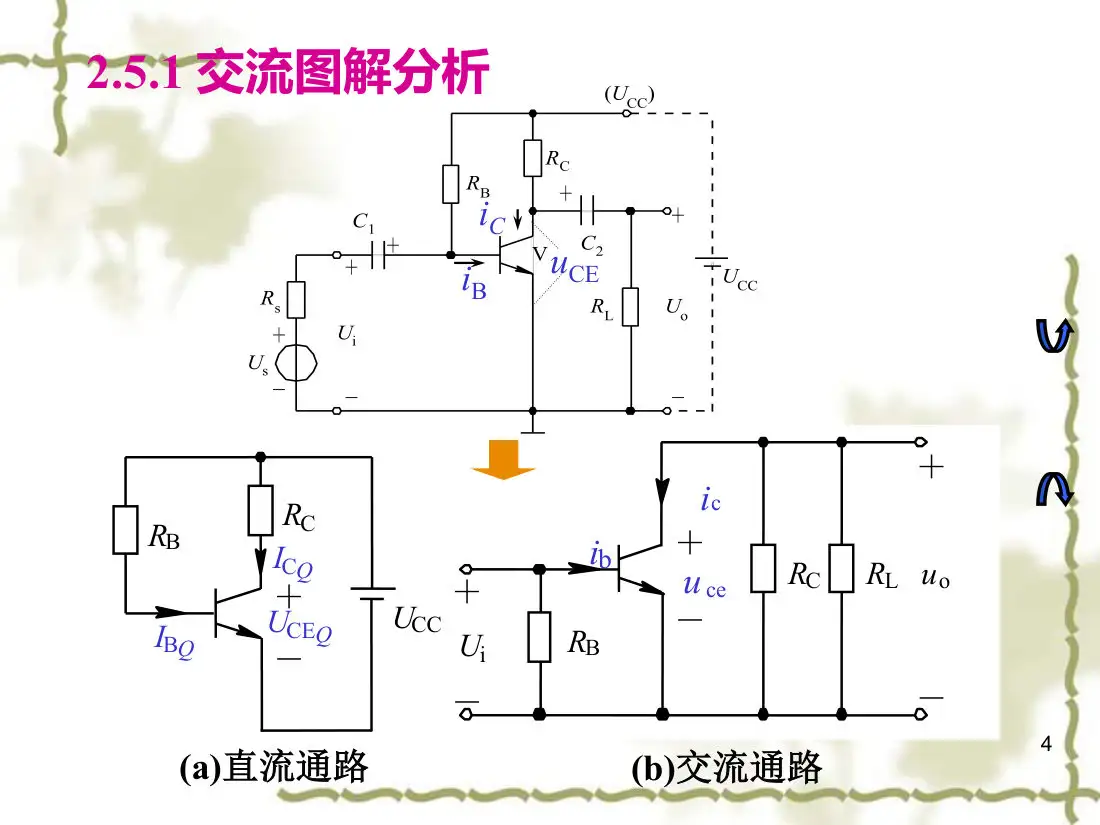 2.5.1 交流图解分析
(UCC)
RC
RB
+
iC
C1
+
+
+
V
C2
uCE
iB
UCC
Rs
RL
Uo
+
Ui
Us
−
−
−
RB
RC
ICQ
+
UCEQ
−
IBQ
UCC
+
ic
+
ib
uce
−
RC
RL
uo
+
Ui
RB
−
−
(a)直流通路
(b)交流通路
4